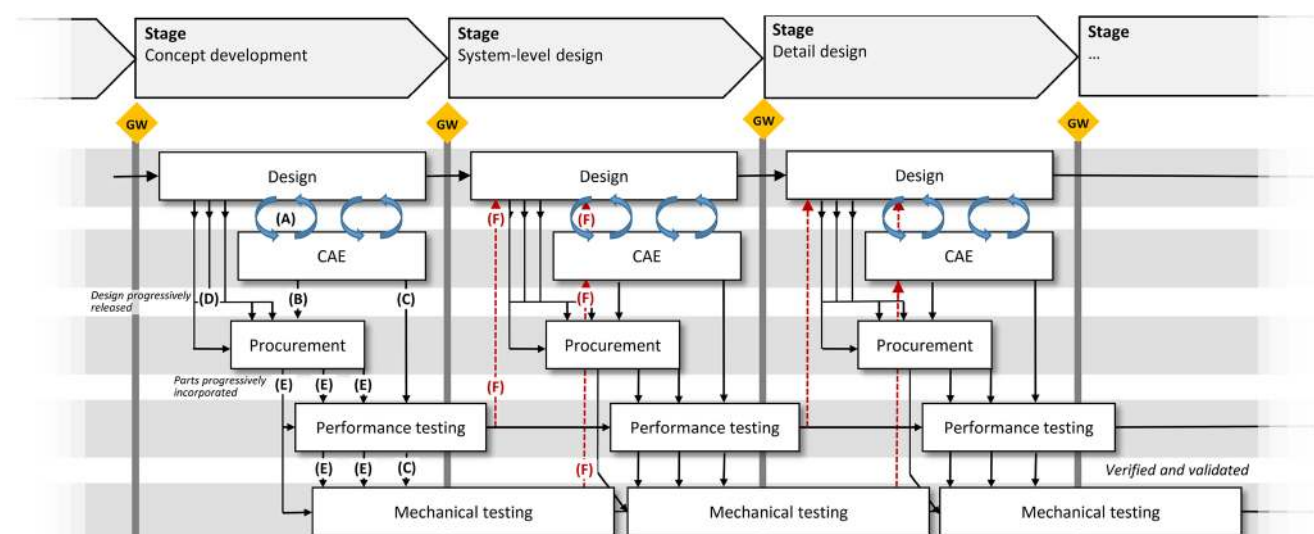 Stage
Concept development
Stage
System-level design
Stage
Detail design
Stage
...
GW
GW
GW
GW
Design
Design
Design
(A)
(F)
(F)
CAE
CAE
CAE
Design progressively
released
(D)
(B)
(C)
(F)
Procurement
Procurement
Procurement
Parts progressively
incorporated
(E)
(E)
(E)
(F)
Performance testing
Performance testing
Performance testing
(E)
(E)
(C)
(F)
Verified and validated
Mechanical testing
Mechanical testing
Mechanical testing